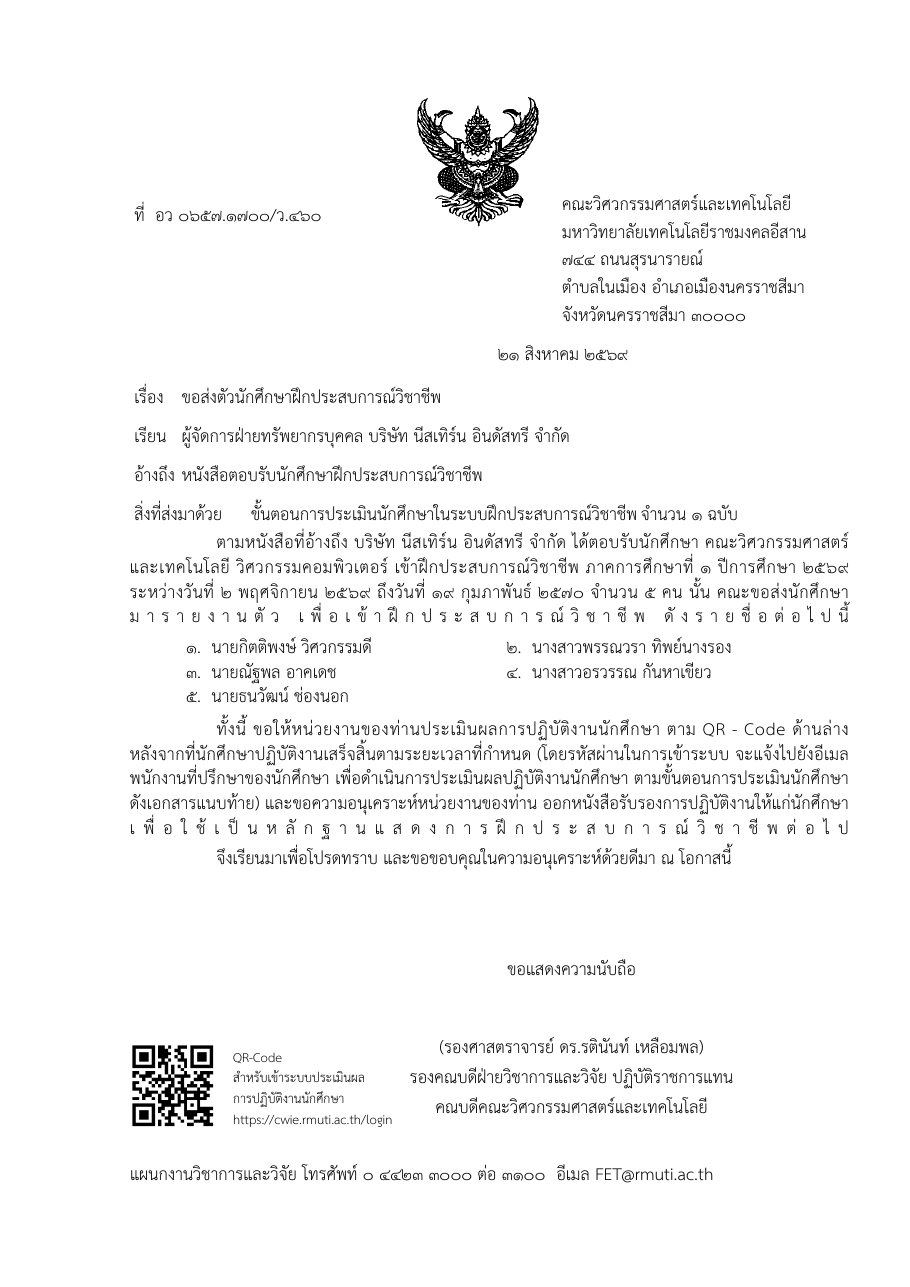 ที่ อว ๐๖๕๗.๑๗๐๐/ว.๔๖๐
คณะวิศวกรรมศาสตร์และเทคโนโลยี
มหาวิทยาลัยเทคโนโลยีราชมงคลอีสาน
๗๔๔ ถนนสุรนารายณ์
ตำบลในเมือง อำเภอเมืองนครราชสีมา
จังหวัดนครราชสีมา ๓๐๐๐๐
๒๑ สิงหาคม ๒๕๖๙
เรื่อง ขอส่งตัวนักศึกษาฝึกประสบการณ์วิชาชีพ
เรียน ผู้จัดการฝ่ายทรัพยากรบุคคล บริษัท นีสเทิร์น อินดัสทรี จำกัด
อ้างถึง หนังสือตอบรับนักศึกษาฝึกประสบการณ์วิชาชีพ
สิ่งที่ส่งมาด้วย ขั้นตอนการประเมินนักศึกษาในระบบฝึกประสบการณ์วิชาชีพ จำนวน ๑ ฉบับ
ตามหนังสือที่อ้างถึง บริษัท นีสเทิร์น อินดัสทรี จำกัด ได้ตอบรับนักศึกษา คณะวิศวกรรมศาสตร์
และเทคโนโลยี วิศวกรรมคอมพิวเตอร์ เข้าฝึกประสบการณ์วิชาชีพ ภาคการศึกษาที่ ๑ ปีการศึกษา ๒๕๖๙
ระหว่างวันที่ ๒ พฤศจิกายน ๒๕๖๙ ถึงวันที่ ๑๙ กุมภาพันธ์ ๒๕๗๐ จำนวน ๕ คน นั้น คณะขอส่งนักศึกษา
มารายงานตัว เพื่อเข้าฝึกประสบการณ์วิชาชีพ ดังรายชื่อต่อไปนี้
๑. นายกิตติพงษ์ วิศวกรรมดี ๒. นางสาวพรรณวรา ทิพย์นางรอง
๓. นายณัฐพล อาคเดช ๔. นางสาวอรวรรณ กันหาเขียว
๕. นายธนวัฒน์ ช่องนอก
ทั้งนี้ ขอให้หน่วยงานของท่านประเมินผลการปฏิบัติงานนักศึกษา ตาม QR - Code ด้านล่าง
หลังจากที่นักศึกษาปฏิบัติงานเสร็จสิ้นตามระยะเวลาที่กำหนด (โดยรหัสผ่านในการเข้าระบบ จะแจ้งไปยังอีเมล
พนักงานที่ปรึกษาของนักศึกษา เพื่อดำเนินการประเมินผลปฏิบัติงานนักศึกษา ตามขั้นตอนการประเมินนักศึกษา
ดังเอกสารแนบท้าย) และขอความอนุเคราะห์หน่วยงานของท่าน ออกหนังสือรับรองการปฏิบัติงานให้แก่นักศึกษา
เพื่อใช้เป็นหลักฐานแสดงการฝึกประสบการณ์วิชาชีพต่อไป
จึงเรียนมาเพื่อโปรดทราบ และขอขอบคุณในความอนุเคราะห์ด้วยดีมา ณ โอกาสนี้
ขอแสดงความนับถือ
(รองศาสตราจารย์ ดร.รตินันท์ เหลือมพล)
รองคณบดีฝ่ายวิชาการและวิจัย ปฏิบัติราชการแทน
คณบดีคณะวิศวกรรมศาสตร์และเทคโนโลยี
QR-Code
สำหรับเข้าระบบประเมินผล
การปฏิบัติงานนักศึกษา
https://cwie.rmuti.ac.th/login
แผนกงานวิชาการและวิจัย โทรศัพท์ ๐ ๔๔๒๓ ๓๐๐๐ ต่อ ๓๑๐๐ อีเมล FET@rmuti.ac.th